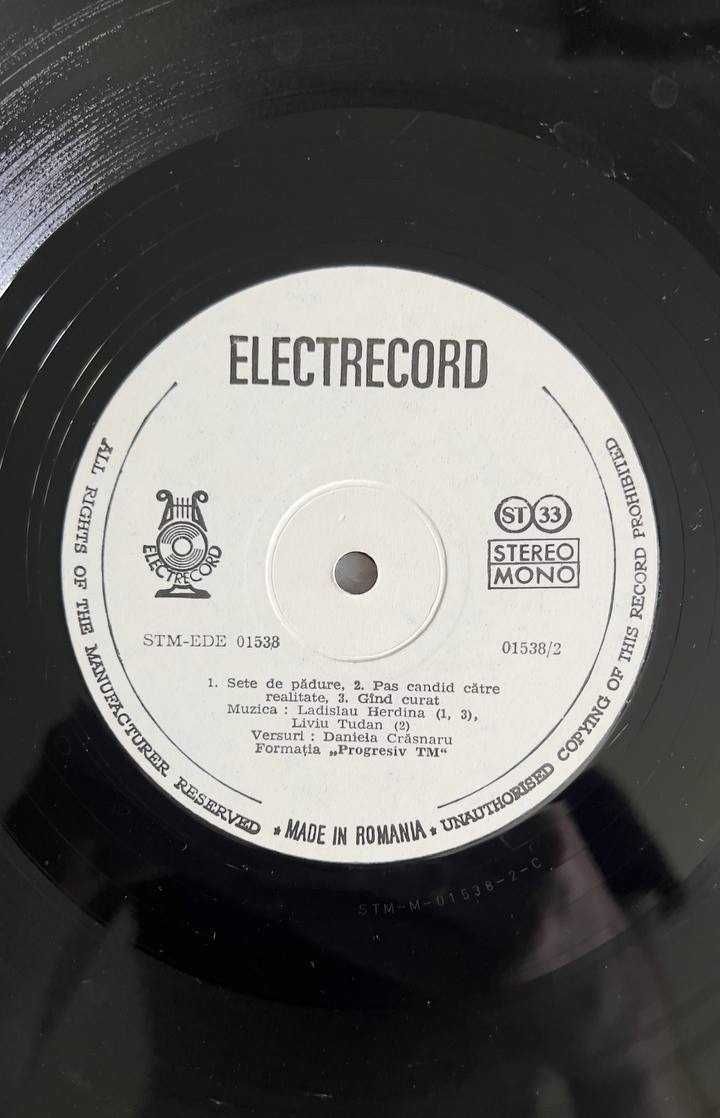 ELECTRECORD
ALL RIGHTS OF THE MANUFACTURER RESERVED ★ MADE IN ROMANIA ★ UNAUTHORISED COPYING OF THIS RECORD PROHIBITED
ELECTRECORD
ST 33
STEREO
MONO
STM-EDE 01538
01538/2
1. Sete de pădure, 2. Pas candid către
realitate, 3. Gînd curat
Muzica : Ladislau Herdina (1, 3),
Liviu Tudan (2)
Versuri : Daniela Crăsnaru
Formația „Progresiv TM“
STM-M-01538-2-C